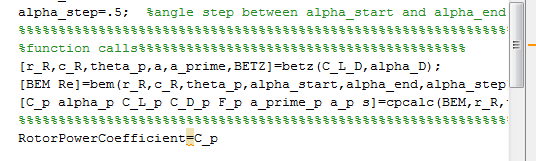 alpha_step=.5;  %angle step between alpha_start and alpha_end
%%%%%%%%%%%%%%%%%%%%%%%%%%%%%%%%%%%%%%%%%%%%%%%%%%%%%%%%%%%%%
%function calls%%%%%%%%%%%%%%%%%%%%%%%%%%%%%%%%%%%%%%%%%
[r_R,c_R,theta_p,a,a_prime,BETZ]=betz(C_L_D,alpha_D);
[BEM Re]=bem(r_R,c_R,theta_p,alpha_start,alpha_end,alpha_step
[C_p alpha_p C_L_p C_D_p F_p a_prime_p a_p s]=cpcalc(BEM,r_R,
%%%%%%%%%%%%%%%%%%%%%%%%%%%%%%%%%%%%%%%%%%%%%%%%%%%%%%%%%%%%%
RotorPowerCoefficient=C_p